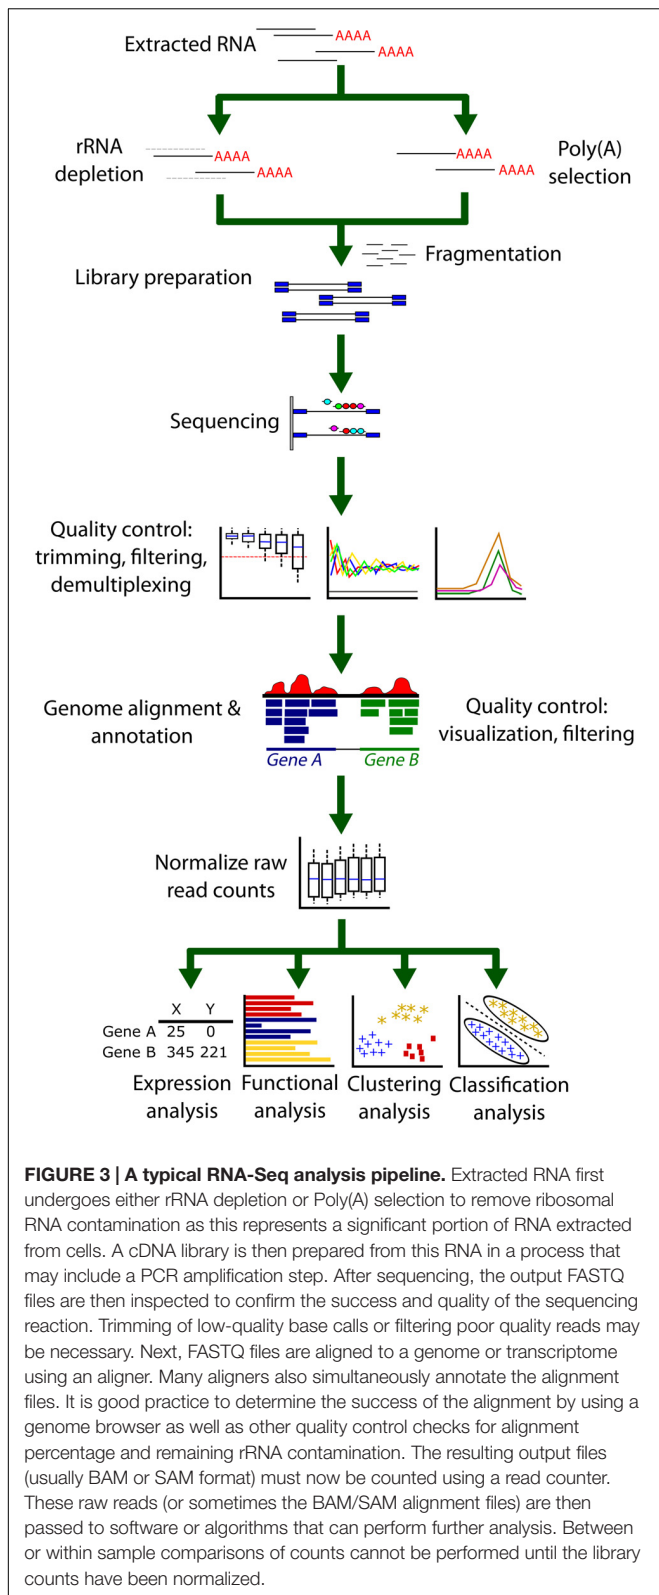 Extracted RNA
AAAA
AAAA
rRNA
depletion
AAAA
AAAA
AAAA
AAAA
Poly(A)
selection
Fragmentation
Library preparation
Sequencing
Quality control:
trimming, filtering,
demultiplexing
Genome alignment &
annotation
Gene A
Gene B
Quality control:
visualization, filtering
Normalize raw
read counts
X Y
Gene A 25 0
Gene B 345 221
Expression
analysis
Functional
analysis
Clustering
analysis
Classification
analysis
FIGURE 3 | A typical RNA-Seq analysis pipeline. Extracted RNA first
undergoes either rRNA depletion or Poly(A) selection to remove ribosomal
RNA contamination as this represents a significant portion of RNA extracted
from cells. A cDNA library is then prepared from this RNA in a process that
may include a PCR amplification step. After sequencing, the output FASTQ
files are then inspected to confirm the success and quality of the sequencing
reaction. Trimming of low-quality base calls or filtering poor quality reads may
be necessary. Next, FASTQ files are aligned to a genome or transcriptome
using an aligner. Many aligners also simultaneously annotate the alignment
files. It is good practice to determine the success of the alignment by using a
genome browser as well as other quality control checks for alignment
percentage and remaining rRNA contamination. The resulting output files
(usually BAM or SAM format) must now be counted using a read counter.
These raw reads (or sometimes the BAM/SAM alignment files) are then
passed to software or algorithms that can perform further analysis. Between
or within sample comparisons of counts cannot be performed until the library
counts have been normalized.